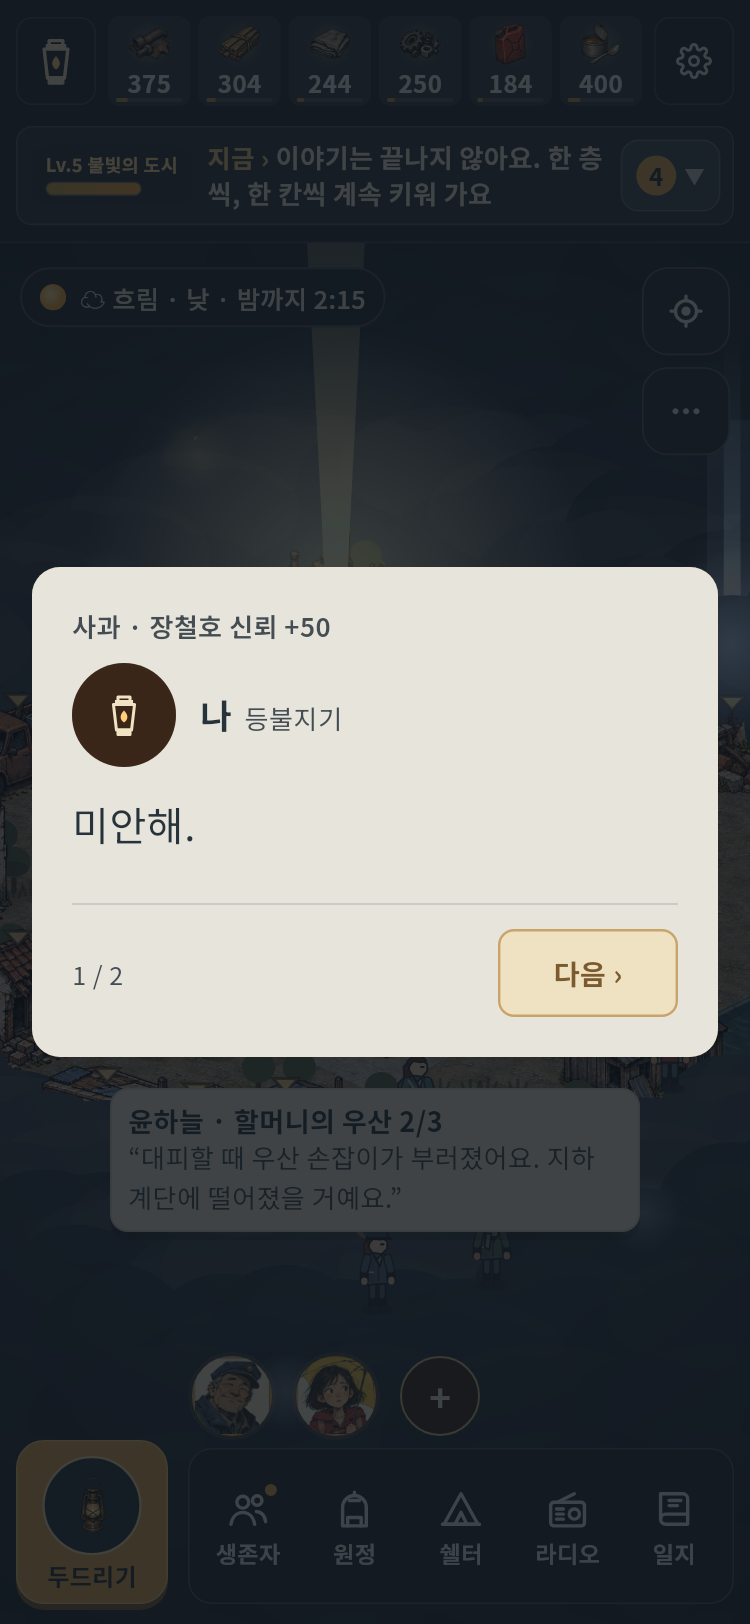 375
304
244
250
184
400
Lv.5 불빛의 도시
지금 › 이야기는 끝나지 않아요. 한 층
씩, 한 칸씩 계속 키워 가요
4
흐림 · 낮 · 밤까지 2:15
사과 · 장철호 신뢰 +50
나 등불지기
미안해.
1 / 2
다음 ›
윤하늘 · 할머니의 우산 2/3
“대피할 때 우산 손잡이가 부러졌어요. 지하
계단에 떨어졌을 거예요.”
+
두드리기
생존자
원정
쉘터
라디오
일지